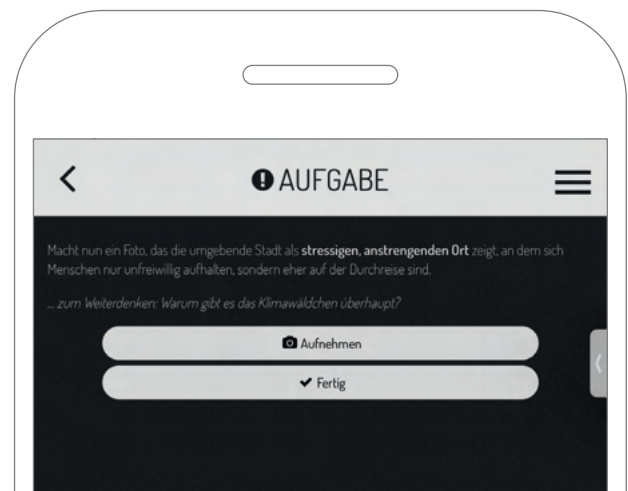 AUFGABE
Macht nun ein Foto, das die umgebende Stadt als stressigen, anstrengenden Ort zeigt, an dem sich
Menschen nur unfreiwillig aufhalten, sondern eher auf der Durchreise sind.
... zum Weiterdenken: Warum gibt es das Klimawäldchen überhaupt?
Aufnehmen
Fertig